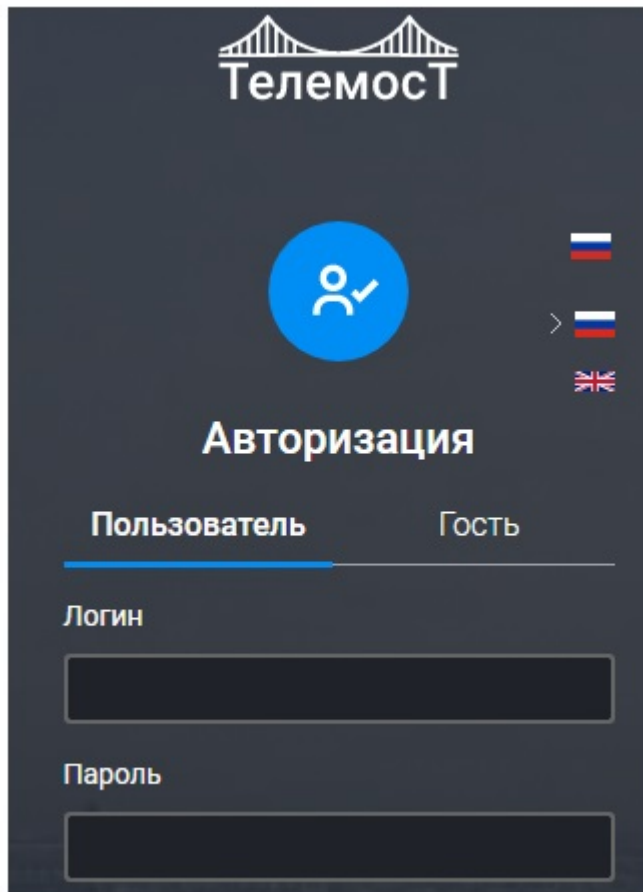 ТелемосТ
Авторизация
Пользователь Гость
Логин
Пароль